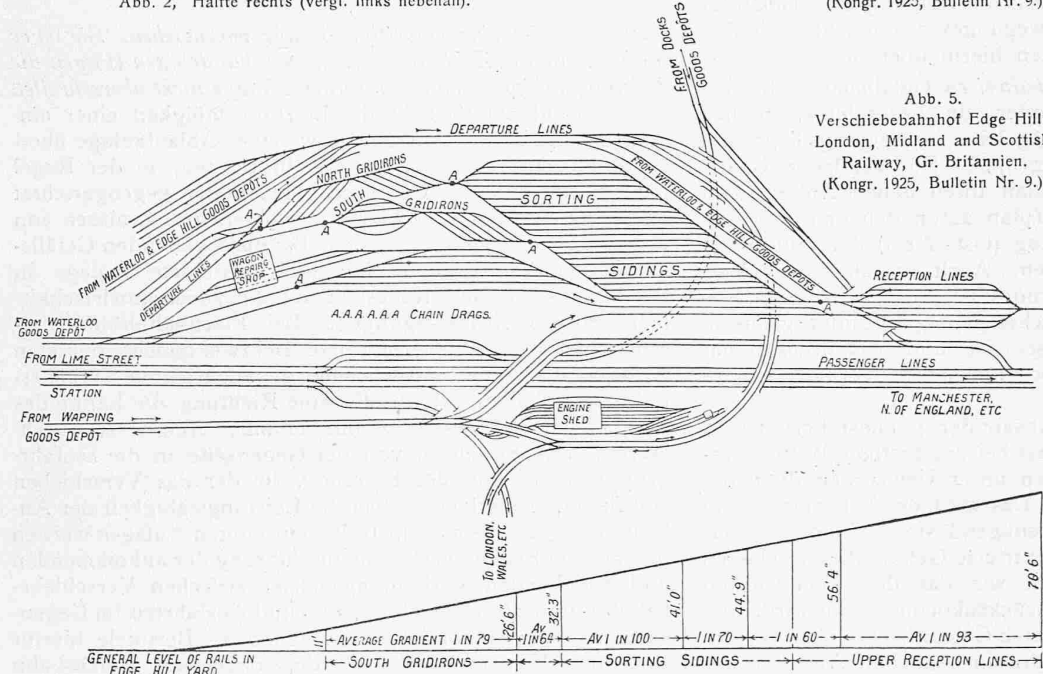 Abb. 2, Hälfte rechts (vergl. links nebenan).
(Kongr. 1925, Bulletin Nr. 9.)
FROM DOCKS
GOODS DEPÔTS
Abb. 5.
Verschiebebahnhof Edge Hill
London, Midland and Scottish
Railway, Gr. Britannien.
(Kongr. 1925, Bulletin Nr. 9.)
DEPARTURE LINES
FROM WATERLOO & EDGE HILL GOODS DEPOTS
NORTH GRIDIRONS
SOUTH GRIDIRONS
SORTING SIDINGS
FROM WATERLOO & EDGE HILL GOODS DEPOTS
A
A
A
A
A
A
DEPARTURE LINES
WAGON
REPAIRING
SHOP
RECEPTION LINES
A.A.A.A.A.A CHAIN DRAGS.
FROM WATERLOO
GOODS DEPÔT
FROM LIME STREET
STATION
PASSENGER LINES
TO MANCHESTER,
N. OF ENGLAND, ETC
FROM WAPPING
GOODS DEPÔT
ENGINE
SHED
TO LONDON,
WALES, ETC
11'
26'.6"
32'.3"
41'.0"
44'.9"
56'.4"
70'.6"
AVERAGE GRADIENT 1 IN 79
AV 1 IN 64
AV 1 IN 100
1 IN 70
1 IN 60
AV 1 IN 93
GENERAL LEVEL OF RAILS IN
EDGE HILL YARD
SOUTH GRIDIRONS
SORTING SIDINGS
UPPER RECEPTION LINES